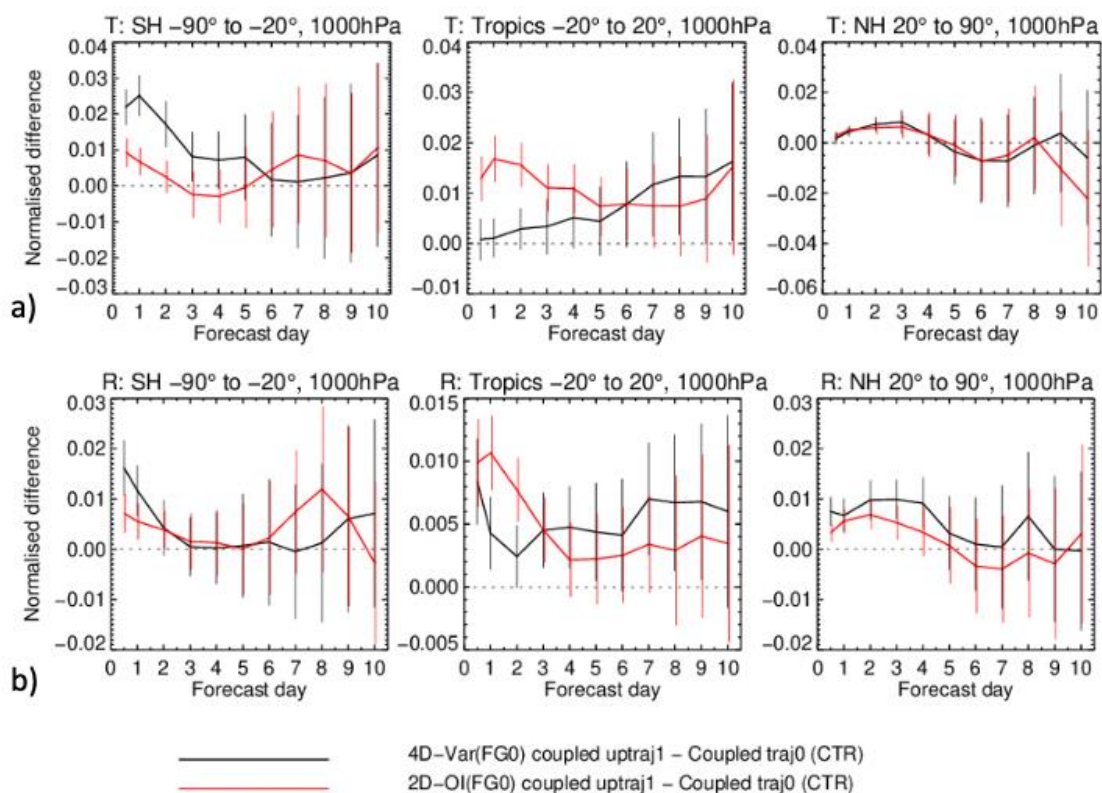 T: SH −90° to −20°, 1000hPa
T: Tropics −20° to 20°, 1000hPa
T: NH 20° to 90°, 1000hPa
Normalised difference
0.04
0.03
0.02
0.01
0.00
−0.01
−0.02
−0.03
0 1 2 3 4 5 6 7 8 9 10
Forecast day
0.04
0.03
0.02
0.01
0.00
−0.01
0 1 2 3 4 5 6 7 8 9 10
Forecast day
0.04
0.02
0.00
−0.02
−0.04
−0.06
0 1 2 3 4 5 6 7 8 9 10
Forecast day
a)
R: SH −90° to −20°, 1000hPa
R: Tropics −20° to 20°, 1000hPa
R: NH 20° to 90°, 1000hPa
Normalised difference
0.03
0.02
0.01
0.00
−0.01
−0.02
0 1 2 3 4 5 6 7 8 9 10
Forecast day
0.015
0.010
0.005
0.000
−0.005
0 1 2 3 4 5 6 7 8 9 10
Forecast day
0.03
0.02
0.01
0.00
−0.01
−0.02
0 1 2 3 4 5 6 7 8 9 10
Forecast day
b)
4D−Var(FG0) coupled uptraj1 − Coupled traj0 (CTR)
2D−OI(FG0) coupled uptraj1 − Coupled traj0 (CTR)